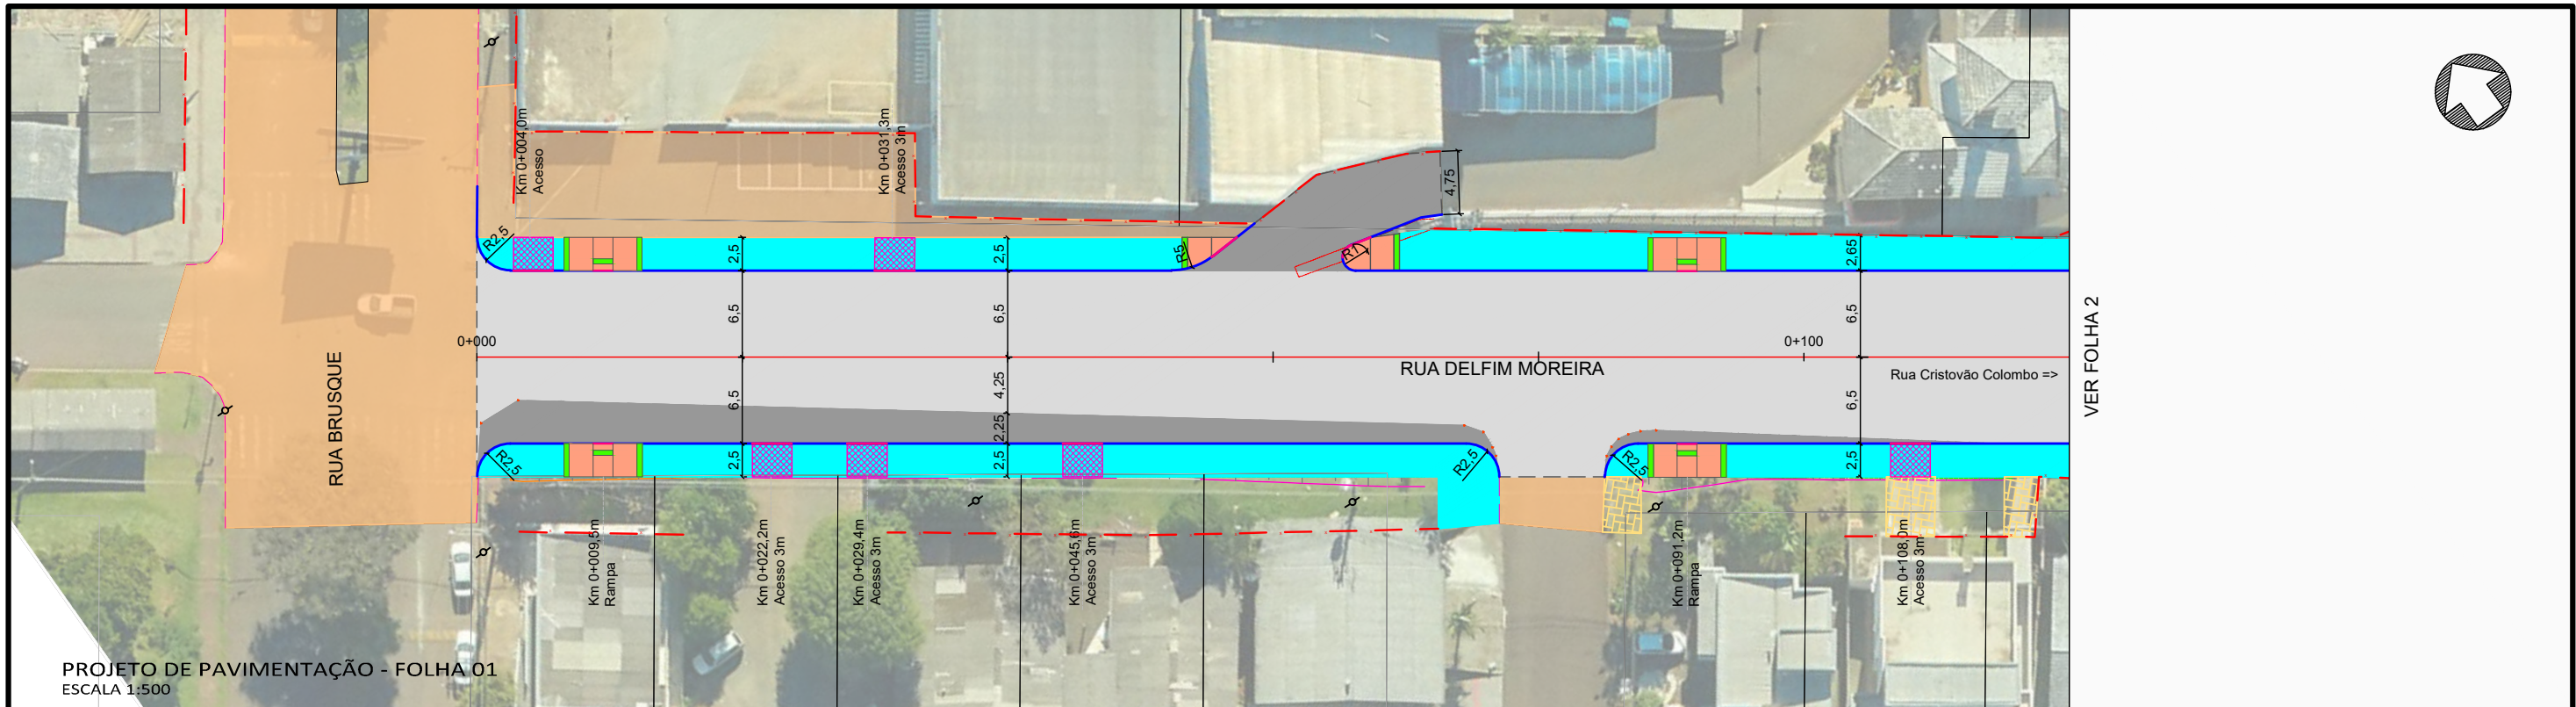 Km 0+004,0m
Acesso
Km 0+031,3m
Acesso 3m
4,75
R2,5
2,5
2,5
R5
R1
2,65
6,5
6,5
6,5
0+000
0+100
RUA DELFIM MOREIRA
Rua Cristovão Colombo =>
VER FOLHA 2
RUA BRUSQUE
6,5
4,25
2,25
6,5
R2,5
2,5
2,5
R2,5
R2,5
2,5
Km 0+009,5m
Rampa
Km 0+022,2m
Acesso 3m
Km 0+029,4m
Acesso 3m
Km 0+045,6m
Acesso 3m
Km 0+091,2m
Rampa
Km 0+108,0m
Acesso 3m
PROJETO DE PAVIMENTAÇÃO - FOLHA 01
ESCALA 1:500